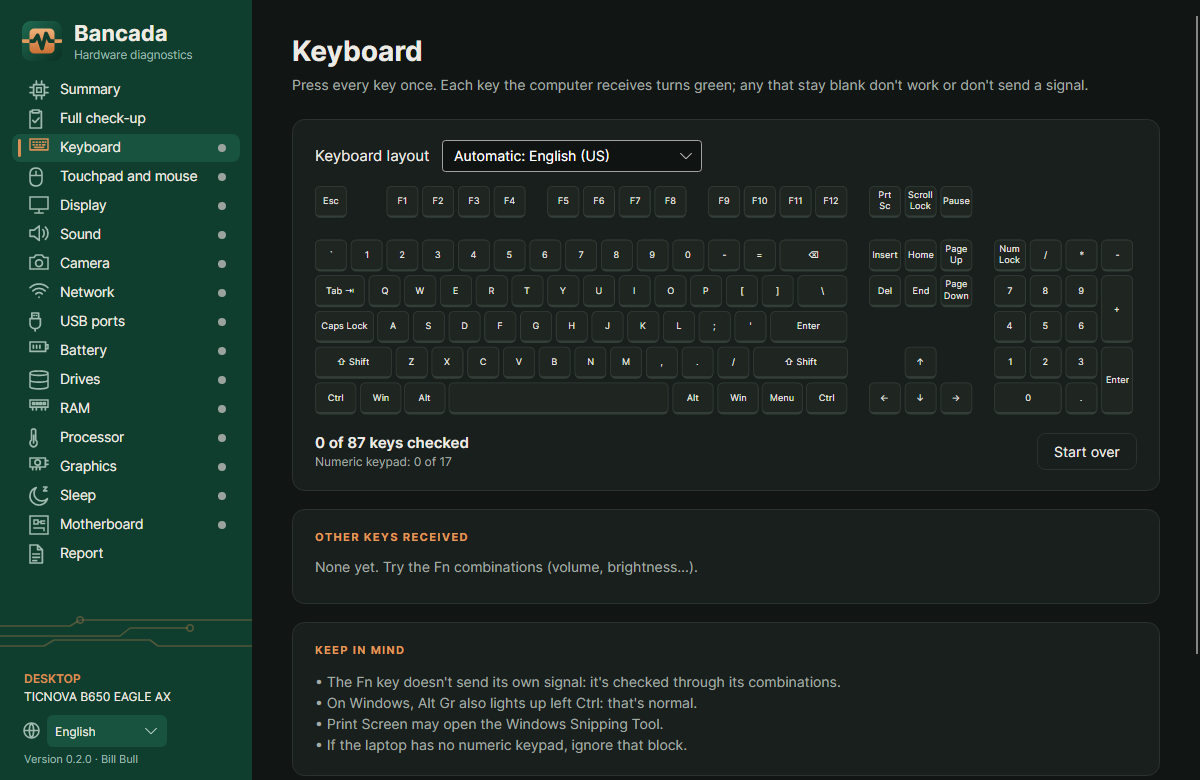 Bancada
Hardware diagnostics
Summary
Full check-up
Keyboard
Touchpad and mouse
Display
Sound
Camera
Network
USB ports
Battery
Drives
RAM
Processor
Graphics
Sleep
Motherboard
Report
DESKTOP
TICNOVA B650 EAGLE AX
English
Version 0.2.0 · Bill Bull
Keyboard
Press every key once. Each key the computer receives turns green; any that stay blank don't work or don't send a signal.
Keyboard layout
Automatic: English (US)
Esc F1 F2 F3 F4 F5 F6 F7 F8 F9 F10 F11 F12 Prt Sc Scroll Lock Pause
` 1 2 3 4 5 6 7 8 9 0 - = ⌫ Insert Home Page Up Num Lock / * -
Tab ⇥ Q W E R T Y U I O P [ ] \ Del End Page Down 7 8 9 +
Caps Lock A S D F G H J K L ; ' Enter 4 5 6
⇧ Shift Z X C V B N M , . / ⇧ Shift ↑ 1 2 3 Enter
Ctrl Win Alt Alt Win Menu Ctrl ← ↓ → 0 .
0 of 87 keys checked
Numeric keypad: 0 of 17
Start over
OTHER KEYS RECEIVED
None yet. Try the Fn combinations (volume, brightness...).
KEEP IN MIND
• The Fn key doesn't send its own signal: it's checked through its combinations.
• On Windows, Alt Gr also lights up left Ctrl: that's normal.
• Print Screen may open the Windows Snipping Tool.
• If the laptop has no numeric keypad, ignore that block.